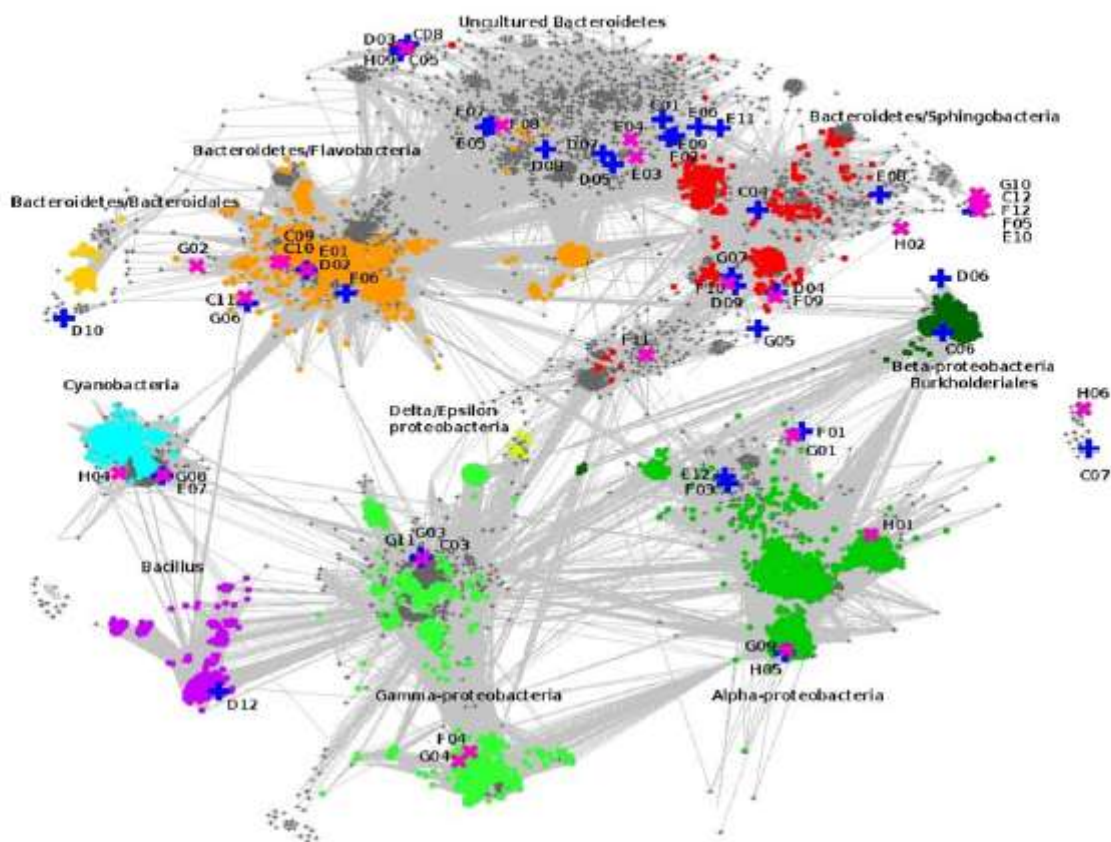 Uncultured Bacteroidetes
D03
C08
H09
C05
E07
F08
E05
D08
D07
D05
E04
E03
C01
E06
E11
E09
Bacteroidetes/Sphingobacteria
C04
E08
G10
C12
F12
F05
E10
H02
Bacteroidetes/Flavobacteria
Bacteroidetes/Bacteroidales
G02
C09
C10
E01
D02
F06
C11
G06
D10
G07
F10
D09
D04
F09
G05
F11
D06
C06
Beta-proteobacteria
Burkholderiales
H06
C07
Cyanobacteria
H04
E07
Delta/Epsilon
proteobacteria
F01
G01
E12
F03
H01
G11
G03
C03
Bacillus
D12
Gamma-proteobacteria
F04
G04
G09
H05
Alpha-proteobacteria